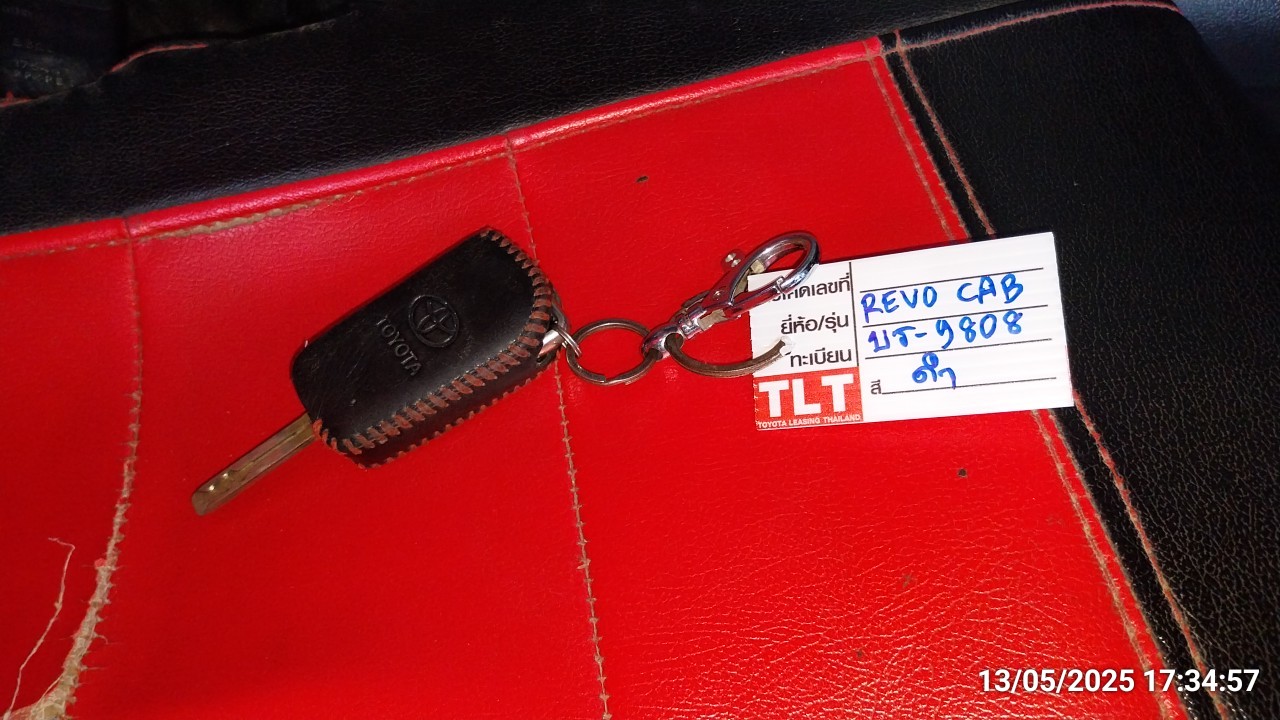 TOYOTA
ยี่ห้อ/รุ่น REVO CAB
ทะเบียน บร-9808
สี ดำ
TLT
TOYOTA LEASING THAILAND
13/05/2025 17:34:57